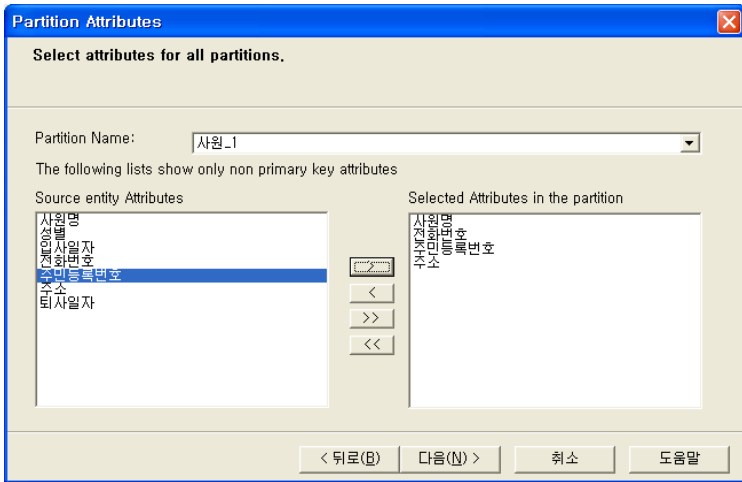 Partition Attributes
Select attributes for all partitions.
Partition Name:
사원_1
The following lists show only non primary key attributes
Source entity Attributes
사원명
성별
입사일자
전화번호
주민등록번호
주소
퇴사일자
>
<
>>
<<
Selected Attributes in the partition
사원명
전화번호
주민등록번호
주소
< 뒤로(B)
다음(N) >
취소
도움말